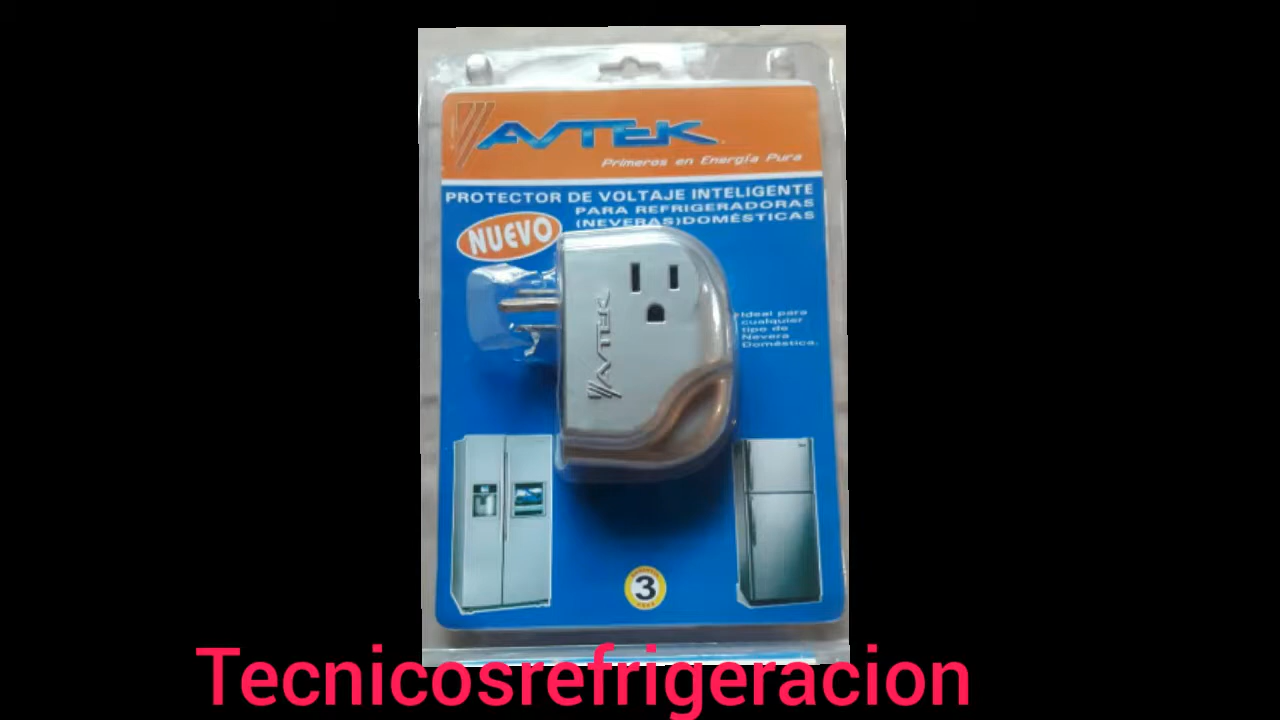 AVTEK
Primeros en Energía Pura
PROTECTOR DE VOLTAJE INTELIGENTE
PARA REFRIGERADORAS
(NEVERAS) DOMÉSTICAS
NUEVO
Ideal para
cualquier
tipo de
Nevera
Doméstica.
AVTEK
3
Tecnicosrefrigeracion